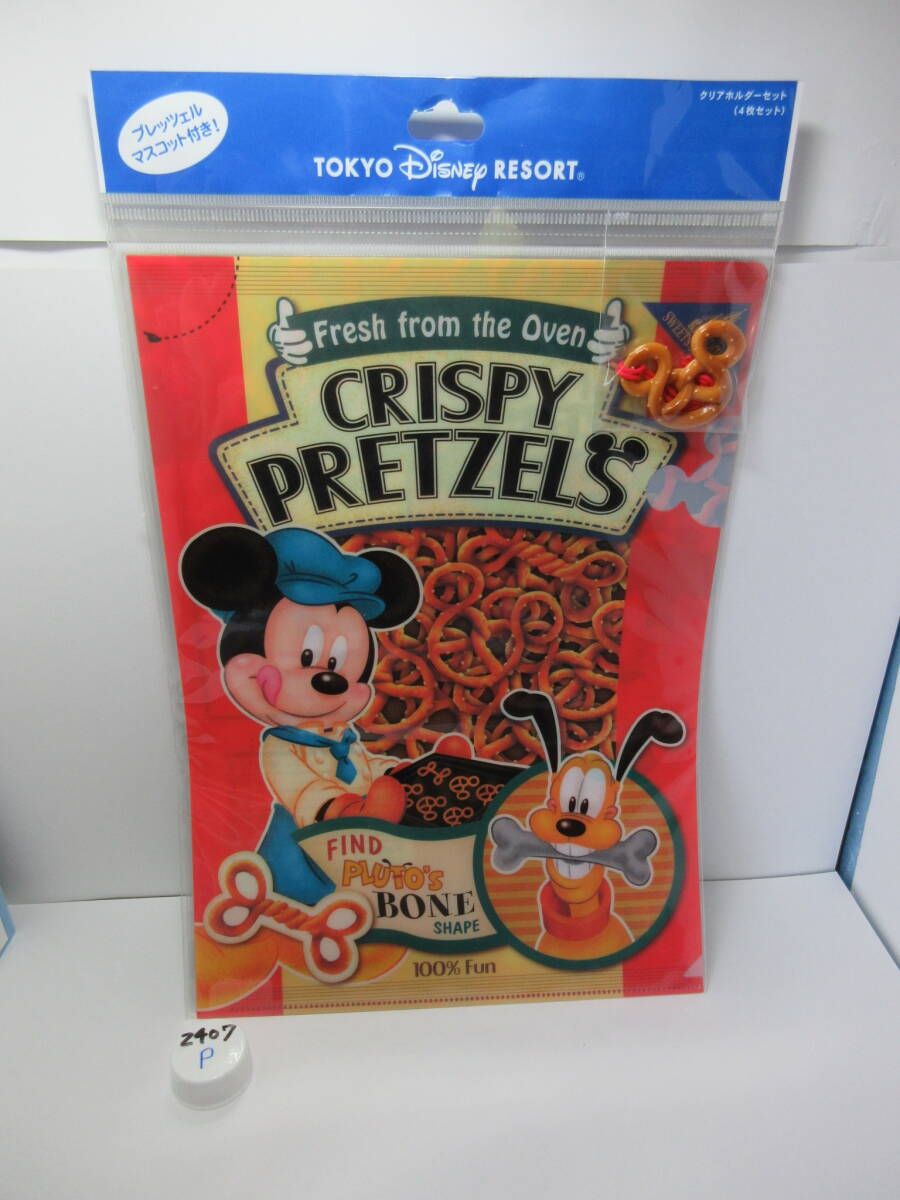 プレッツェル
マスコット付き!
クリアホルダーセット
(4枚セット)
TOKYO Disney RESORT®
Fresh from the Oven
CRISPY
PRETZELS
SWEETS
FIND
PLUTO'S
BONE
SHAPE
100% Fun
2407
P